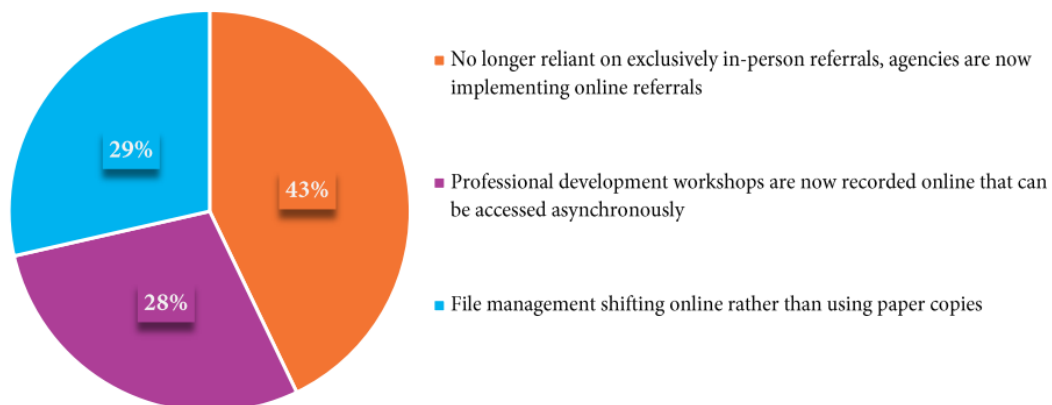 No longer reliant on exclusively in-person referrals, agencies are now
implementing online referrals
29%
43%
Professional development workshops are now recorded online that can
be accessed asynchronously
28%
File management shifting online rather than using paper copies